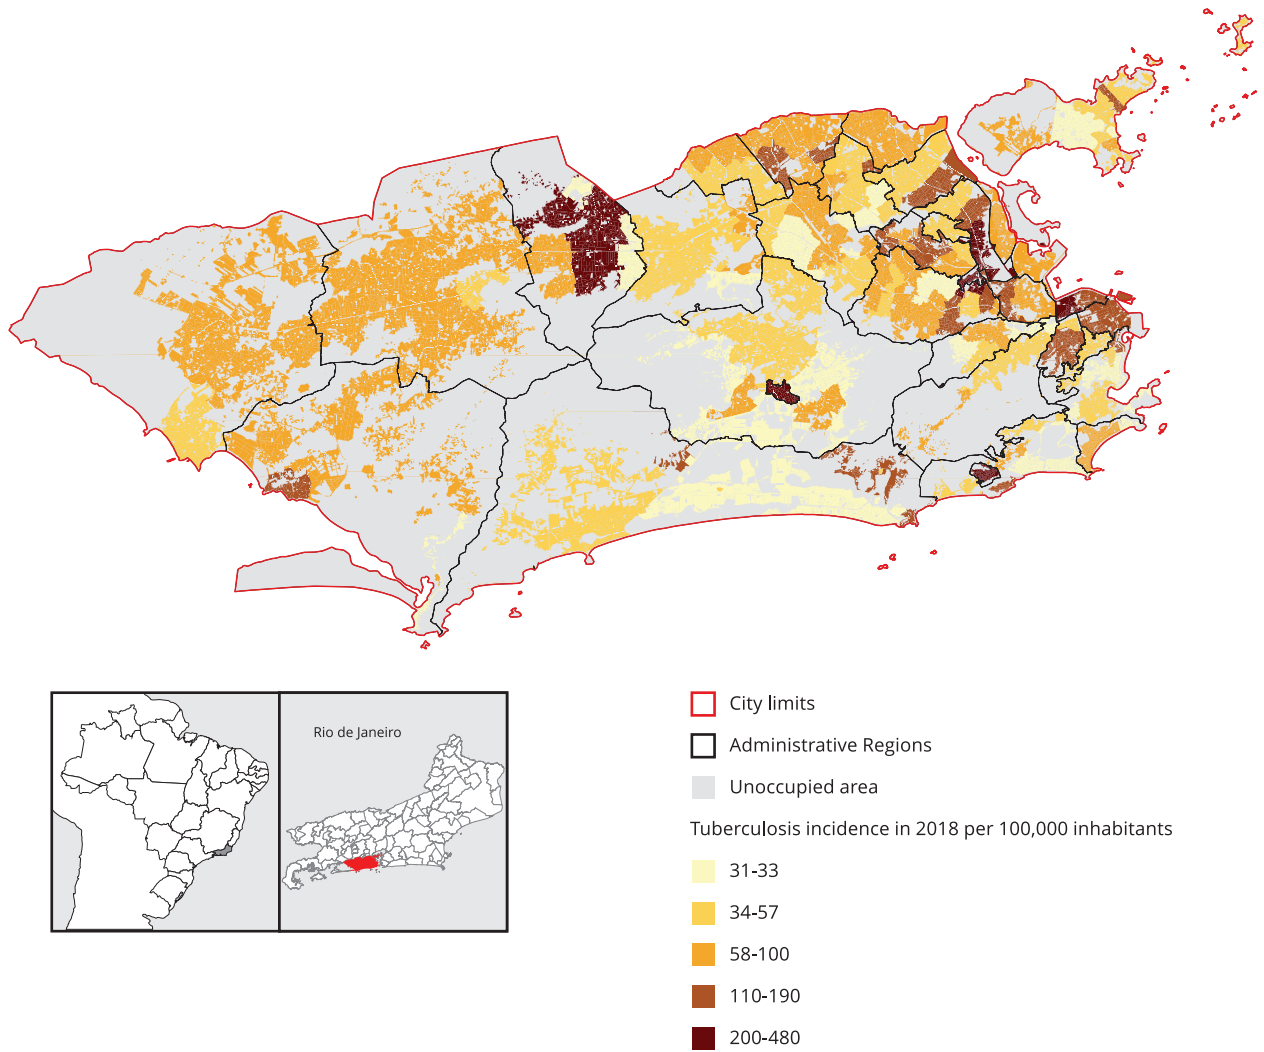 Rio de Janeiro
City limits
Administrative Regions
Unoccupied area
Tuberculosis incidence in 2018 per 100,000 inhabitants
31-33
34-57
58-100
110-190
200-480